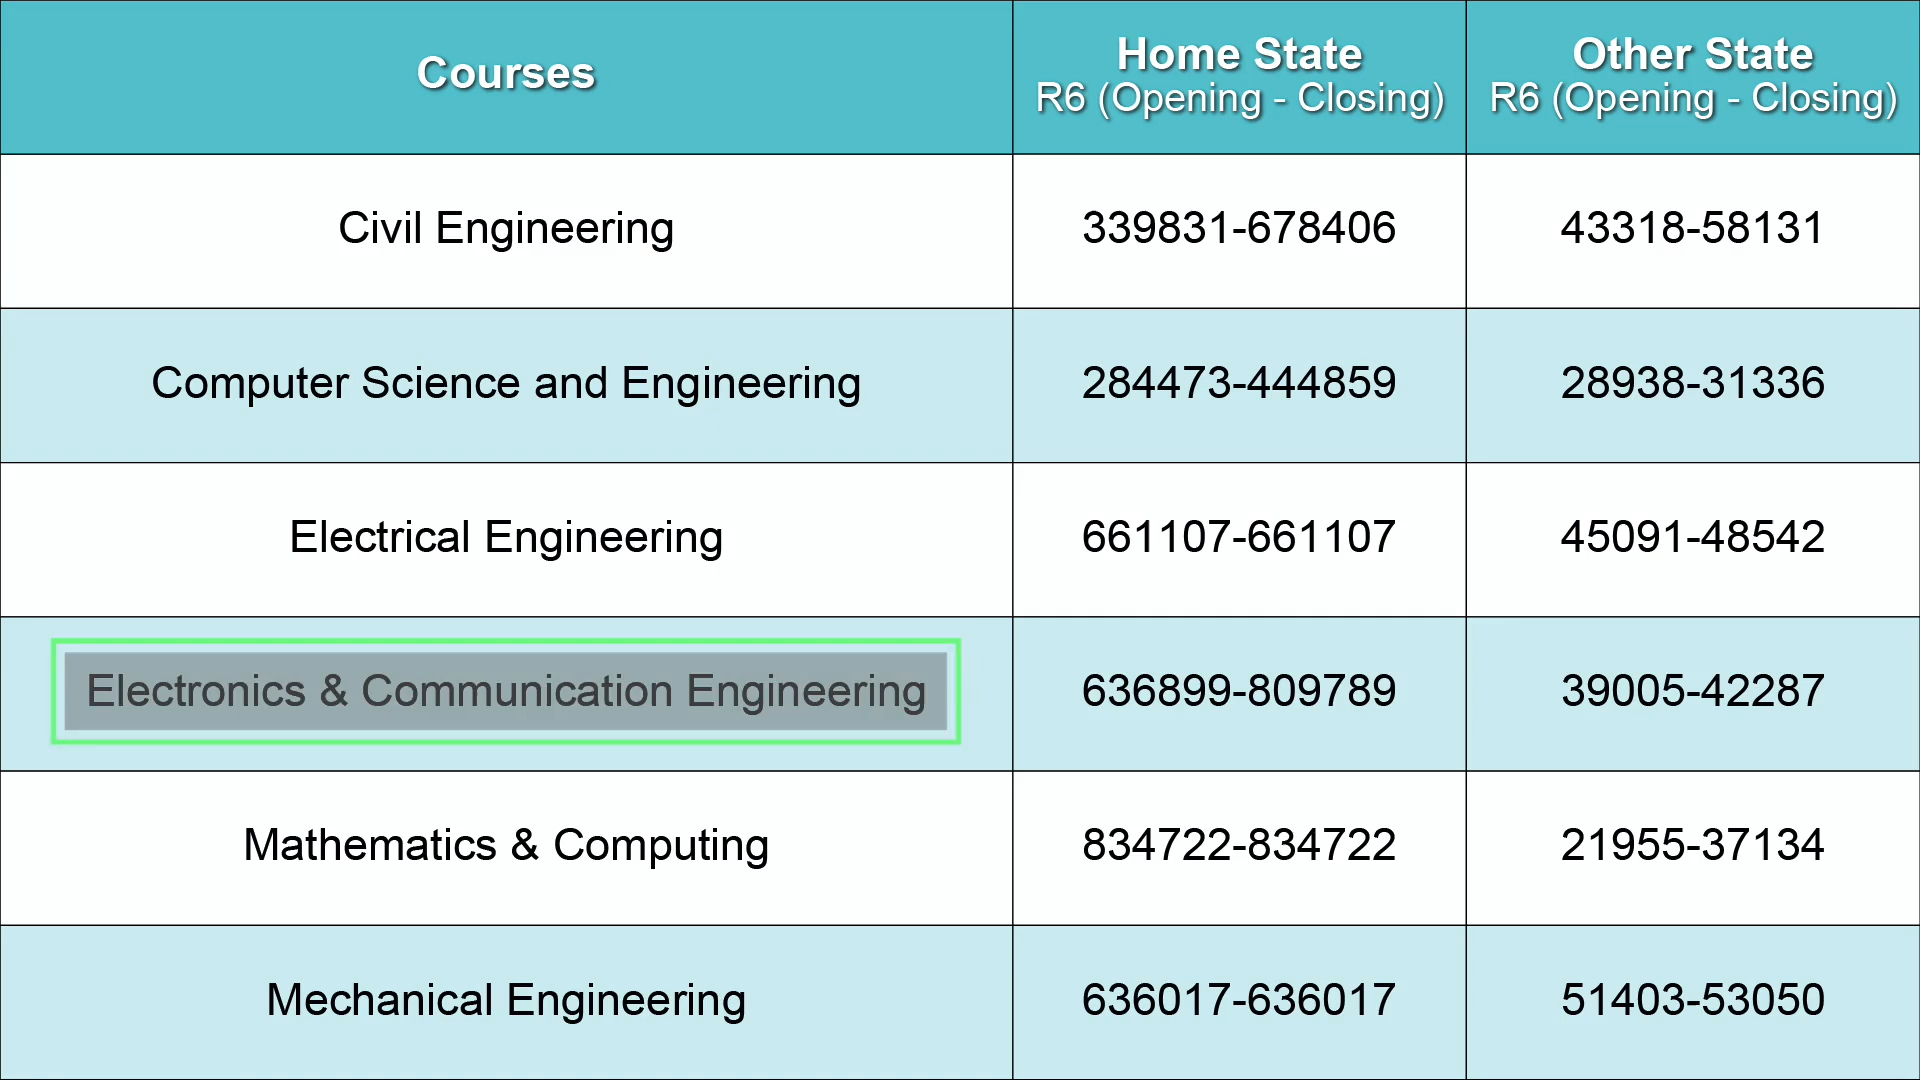 Courses
Home State
R6 (Opening - Closing)
Other State
R6 (Opening - Closing)
Civil Engineering
339831-678406
43318-58131
Computer Science and Engineering
284473-444859
28938-31336
Electrical Engineering
661107-661107
45091-48542
Electronics & Communication Engineering
636899-809789
39005-42287
Mathematics & Computing
834722-834722
21955-37134
Mechanical Engineering
636017-636017
51403-53050